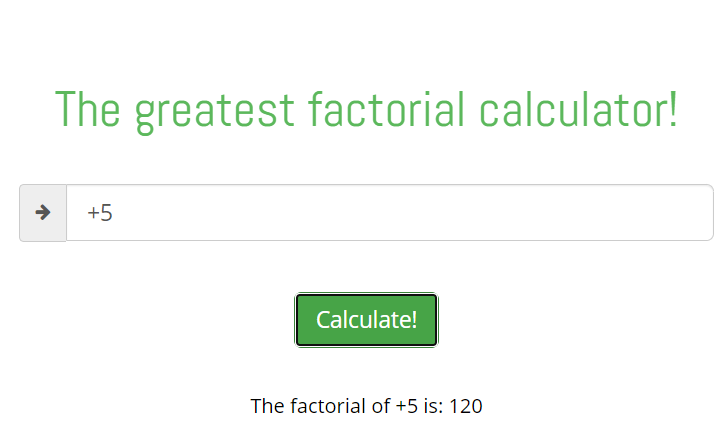 The greatest factorial calculator!
+5
Calculate!
The factorial of +5 is: 120